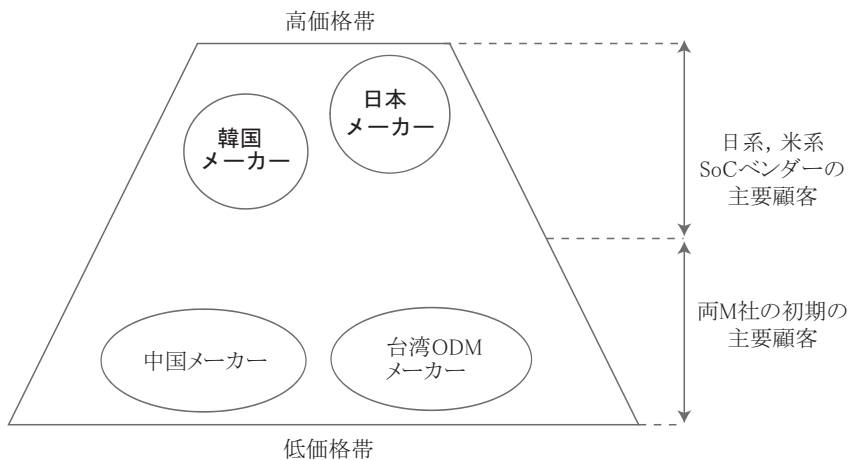 高価格帯
日本
メーカー
韓国
メーカー
日系, 米系
SoCベンダーの
主要顧客
両M社の初期の
主要顧客
中国メーカー
台湾ODM
メーカー
低価格帯